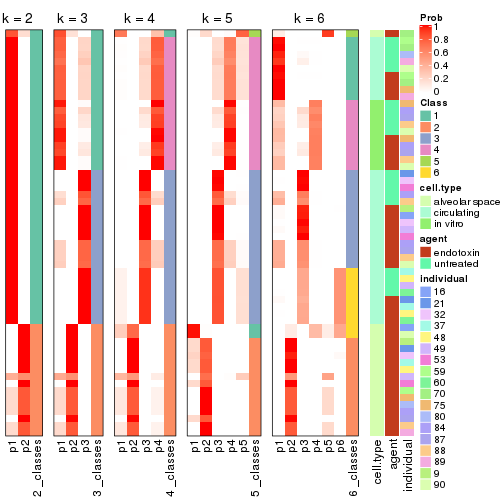 k = 2
k = 3
k = 4
k = 5
k = 6
p1
p2
2_classes
p1
p2
p3
3_classes
p1
p2
p3
p4
4_classes
p1
p2
p3
p4
p5
5_classes
p1
p2
p3
p4
p5
p6
6_classes
cell.type
agent
individual
Prob
1
0.8
0.6
0.4
0.2
0
Class
1
2
3
4
5
6
cell.type
alveolar space
circulating
in vitro
agent
endotoxin
untreated
individual
16
21
32
37
48
49
53
59
60
70
75
80
84
87
88
89
9
90